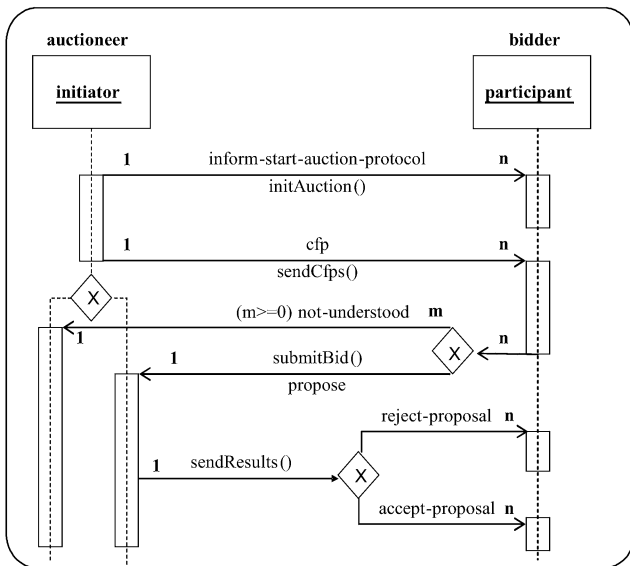 auctioneer
bidder
initiator
participant
1 inform-start-auction-protocol n
initAuction()
1 cfp n
sendCfps()
X
(m>=0) not-understood m
1
n
X
1 submitBid()
propose
reject-proposal n
1 sendResults()
X
accept-proposal n